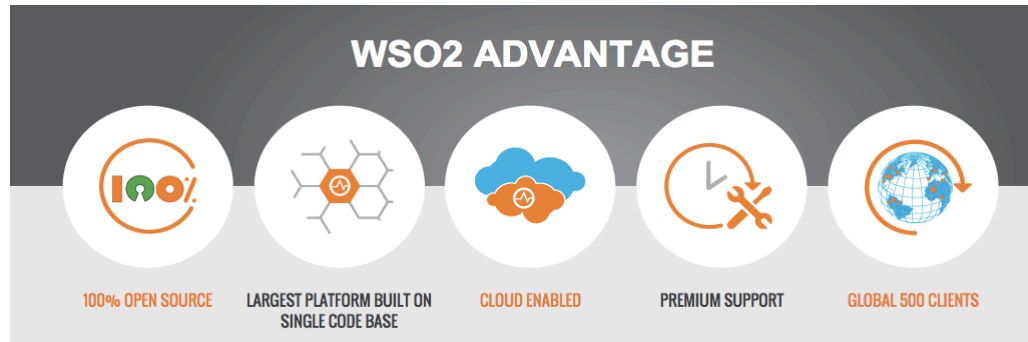 WSO2 ADVANTAGE
100%
100% OPEN SOURCE
LARGEST PLATFORM BUILT ON
SINGLE CODE BASE
CLOUD ENABLED
PREMIUM SUPPORT
GLOBAL 500 CLIENTS